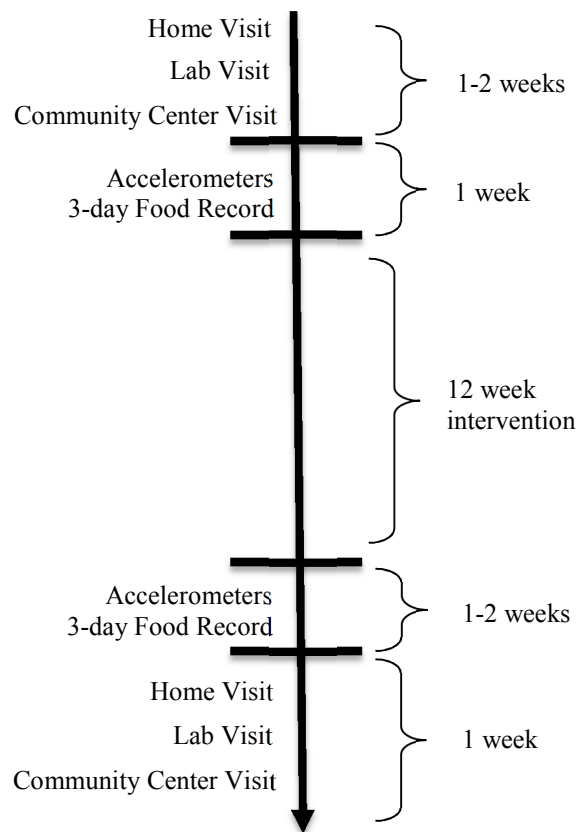 Home Visit
Lab Visit
1-2 weeks
Community Center Visit
Accelerometers
3-day Food Record
1 week
12 week
intervention
Accelerometers
3-day Food Record
1-2 weeks
Home Visit
Lab Visit
1 week
Community Center Visit